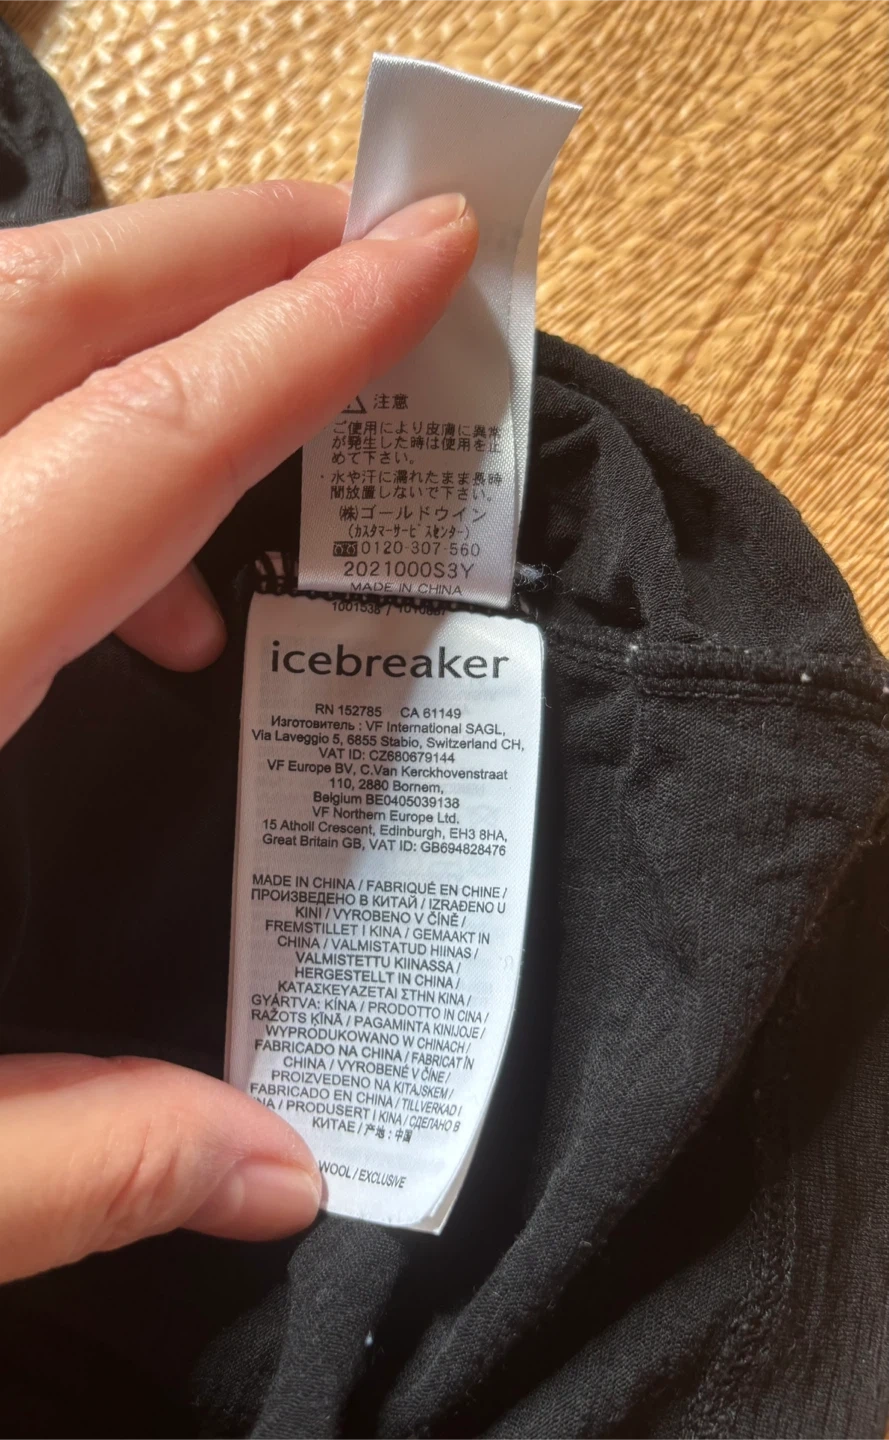 注意
ご使用により皮膚に異常
が発生した時は使用を止
めて下さい。
・水や汗に濡れたまま長時
間放置しないで下さい。
㈱ゴールドウイン
(ｶｽﾀﾏｰｻｰﾋﾞｽｾﾝﾀｰ)
0120-307-560
2021000S3Y
MADE IN CHINA
1001538 /
icebreaker
RN 152785 CA 61149
Изготовитель : VF International SAGL,
Via Laveggio 5, 6855 Stabio, Switzerland CH,
VAT ID: CZ680679144
VF Europe BV, C.Van Kerckhovenstraat
110, 2880 Bornem,
Belgium BE0405039138
VF Northern Europe Ltd,
15 Atholl Crescent, Edinburgh, EH3 8HA,
Great Britain GB, VAT ID: GB694828476
MADE IN CHINA / FABRIQUÉ EN CHINE /
ПРОИЗВЕДЕНО В КИТАЙ / IZRAĐENO U
KINI / VYROBENO V ČÍNĚ /
FREMSTILLET I KINA / GEMAAKT IN
CHINA / VALMISTATUD HIINAS /
VALMISTETTU KIINASSA /
HERGESTELLT IN CHINA /
ΚΑΤΑΣΚΕΥΑΖΕΤΑΙ ΣΤΗΝ ΚΙΝΑ /
GYÁRTVA: KÍNA / PRODOTTO IN CINA /
RAŽOTS ĶĪNĀ / PAGAMINTA KINIJOJE /
WYPRODUKOWANO W CHINACH /
FABRICADO NA CHINA / FABRICAT ÎN
CHINA / VYROBENÉ V ČÍNE /
PROIZVEDENO NA KITAJSKEM /
FABRICADO EN CHINA / TILLVERKAD I
/ PRODUSERT I KINA / СДЕЛАНО В
КИТАЕ / 产地 : 中国
WOOL / EXCLUSIVE